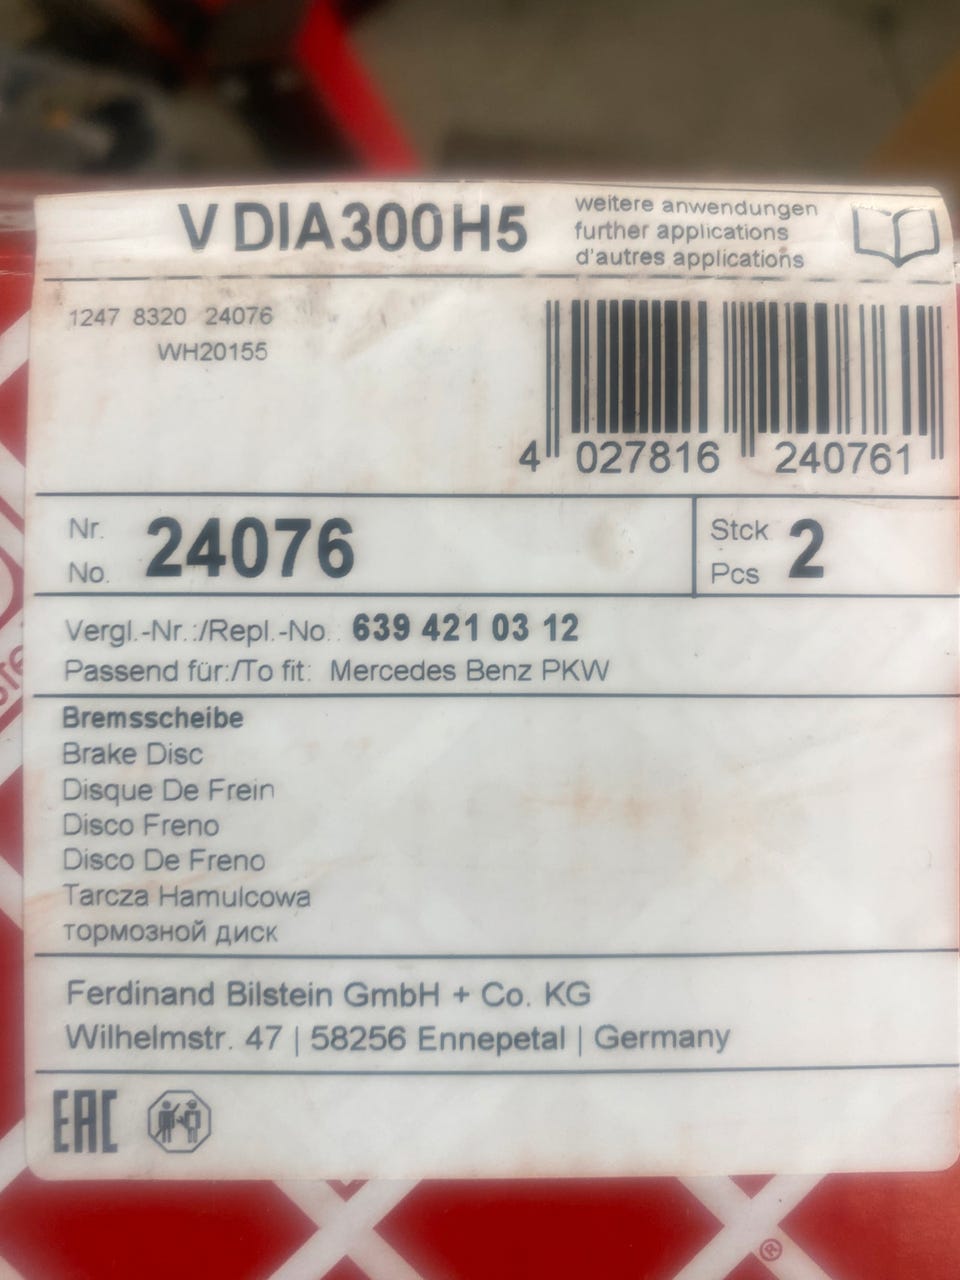 V DIA 300 H5
weitere anwendungen
further applications
d'autres applications
1247 8320 24076
WH20155
4 027816 240761
Nr.
No. 24076
Stck
Pcs 2
Vergl.-Nr.:/Repl.-No.: 639 421 03 12
Passend für:/To fit: Mercedes Benz PKW
Bremsscheibe
Brake Disc
Disque De Frein
Disco Freno
Disco De Freno
Tarcza Hamulcowa
тормозной диск
Ferdinand Bilstein GmbH + Co. KG
Wilhelmstr. 47 | 58256 Ennepetal | Germany
EAC
®